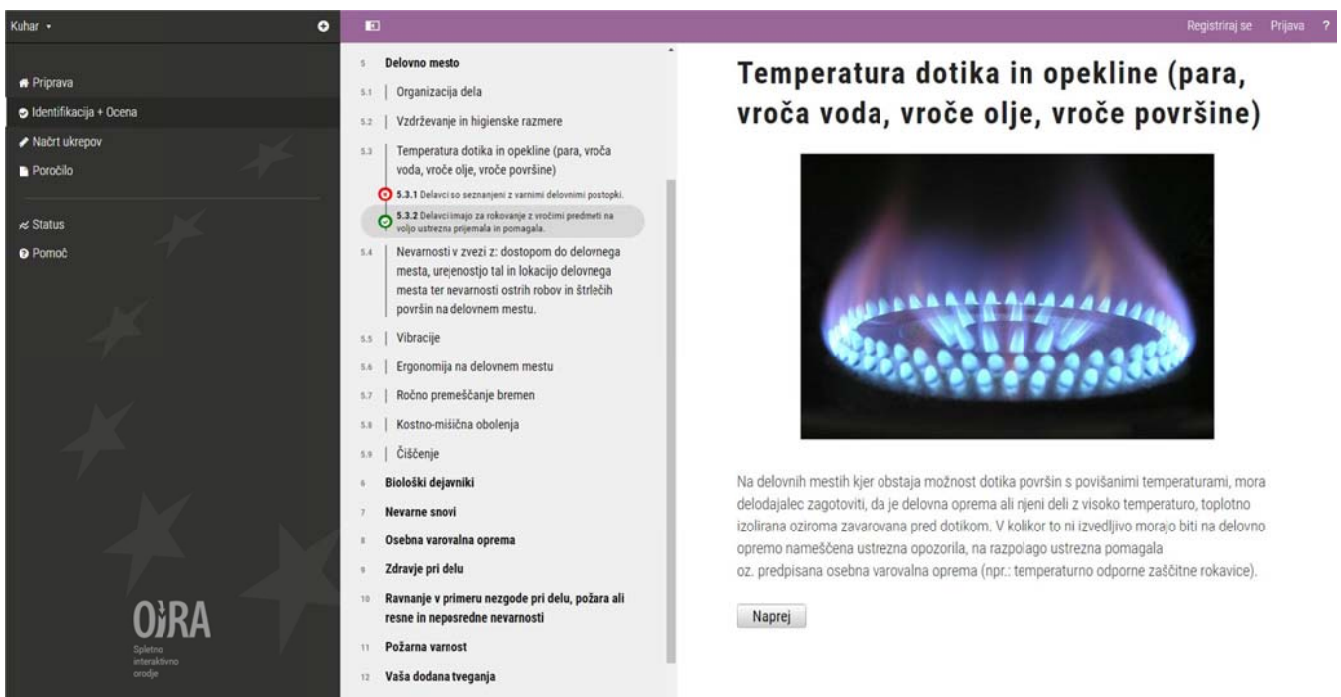 Kuhar
Priprava
Identifikacija + Ocena
Načrt ukrepov
Poročilo
Status
Pomoč
OiRA
Spletno
interaktivno
orodje
5 Delovno mesto
5.1 Organizacija dela
5.2 Vzdrževanje in higienske razmere
5.3 Temperatura dotika in opekline (para, vroča
voda, vroče olje, vroče površine)
5.3.1 Delavci so seznanjeni z varnimi delovnimi postopki.
5.3.2 Delavci imajo za rokovanje z vročimi predmeti na
voljo ustrezna prijemala in pomagala.
5.4 Nevarnosti v zvezi z: dostopom do delovnega
mesta, urejenostjo tal in lokacijo delovnega
mesta ter nevarnosti ostrih robov in štrlečih
površin na delovnem mestu.
5.5 Vibracije
5.6 Ergonomija na delovnem mestu
5.7 Ročno premeščanje bremen
5.8 Kostno-mišična obolenja
5.9 Čiščenje
6 Biološki dejavniki
7 Nevarne snovi
8 Osebna varovalna oprema
9 Zdravje pri delu
10 Ravnanje v primeru nezgode pri delu, požara ali
resne in neposredne nevarnosti
11 Požarna varnost
12 Vaša dodana tveganja
Registriraj se Prijava ?
Temperatura dotika in opekline (para,
vroča voda, vroče olje, vroče površine)
Na delovnih mestih kjer obstaja možnost dotika površin s povišanimi temperaturami, mora
delodajalec zagotoviti, da je delovna oprema ali njeni deli z visoko temperaturo, toplotno
izolirana oziroma zavarovana pred dotikom. V kolikor to ni izvedljivo morajo biti na delovno
opremo nameščena ustrezna opozorila, na razpolago ustrezna pomagala
oz. predpisana osebna varovalna oprema (npr.: temperaturno odporne zaščitne rokavice).
Naprej